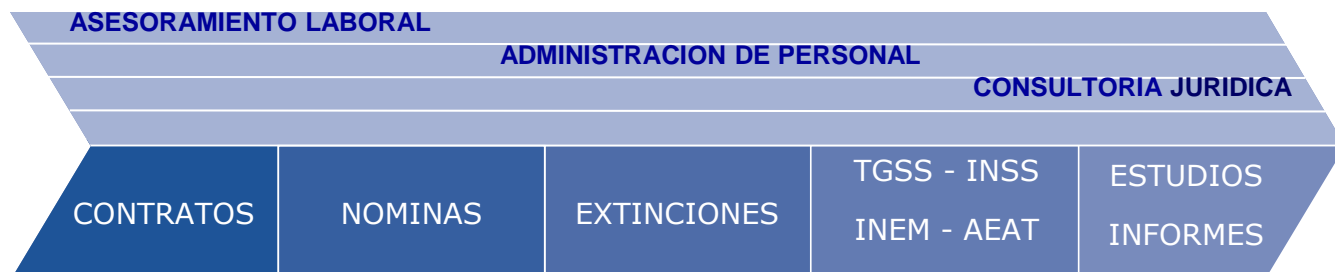 ASESORAMIENTO LABORAL
ADMINISTRACION DE PERSONAL
CONSULTORIA JURIDICA
CONTRATOS
NOMINAS
EXTINCIONES
TGSS - INSS
INEM - AEAT
ESTUDIOS
INFORMES